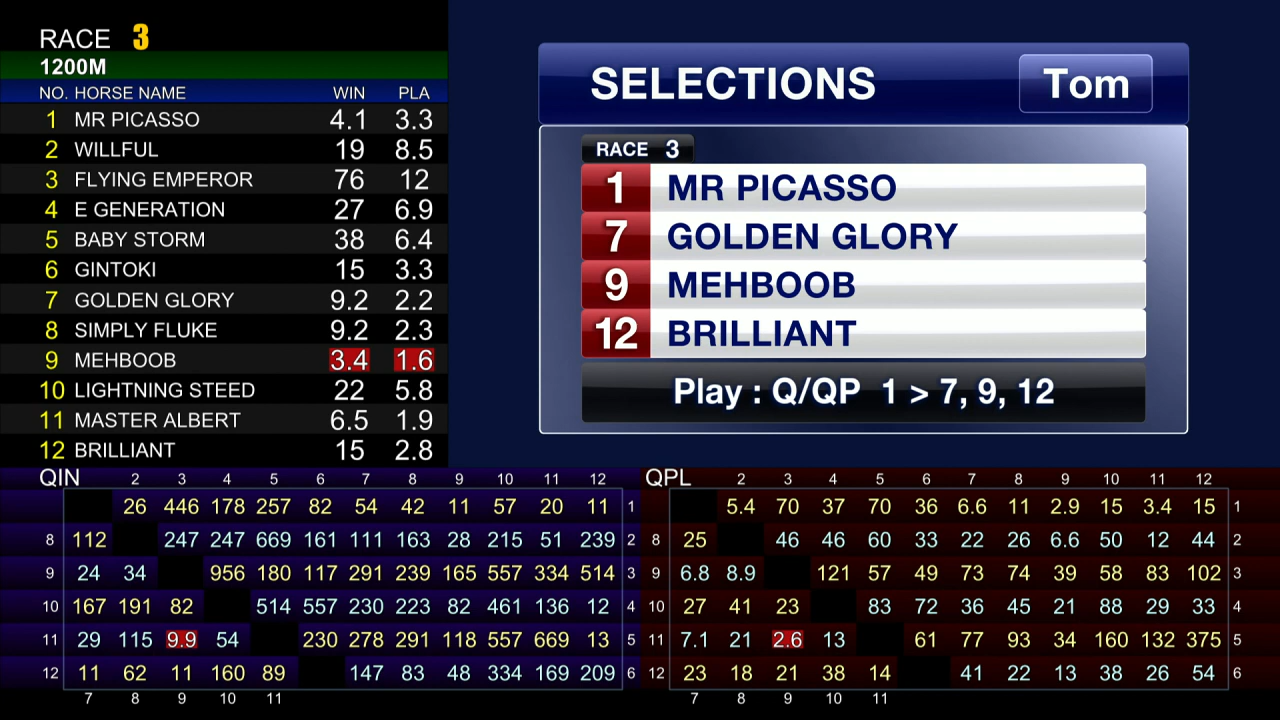 RACE 3
1200M
NO. HORSE NAME WIN PLA
1 MR PICASSO 4.1 3.3
2 WILLFUL 19 8.5
3 FLYING EMPEROR 76 12
4 E GENERATION 27 6.9
5 BABY STORM 38 6.4
6 GINTOKI 15 3.3
7 GOLDEN GLORY 9.2 2.2
8 SIMPLY FLUKE 9.2 2.3
9 MEHBOOB 3.4 1.6
10 LIGHTNING STEED 22 5.8
11 MASTER ALBERT 6.5 1.9
12 BRILLIANT 15 2.8
SELECTIONS Tom
RACE 3
1 MR PICASSO
7 GOLDEN GLORY
9 MEHBOOB
12 BRILLIANT
Play : Q/QP 1 > 7, 9, 12
QIN 2 3 4 5 6 7 8 9 10 11 12
26 446 178 257 82 54 42 11 57 20 11 1
8 112 247 247 669 161 111 163 28 215 51 239 2
9 24 34 956 180 117 291 239 165 557 334 514 3
10 167 191 82 514 557 230 223 82 461 136 12 4
11 29 115 9.9 54 230 278 291 118 557 669 13 5
12 11 62 11 160 89 147 83 48 334 169 209 6
7 8 9 10 11
QPL 2 3 4 5 6 7 8 9 10 11 12
5.4 70 37 70 36 6.6 11 2.9 15 3.4 15 1
8 25 46 46 60 33 22 26 6.6 50 12 44 2
9 6.8 8.9 121 57 49 73 74 39 58 83 102 3
10 27 41 23 83 72 36 45 21 88 29 33 4
11 7.1 21 2.6 13 61 77 93 34 160 132 375 5
12 23 18 21 38 14 41 22 13 38 26 54 6
7 8 9 10 11